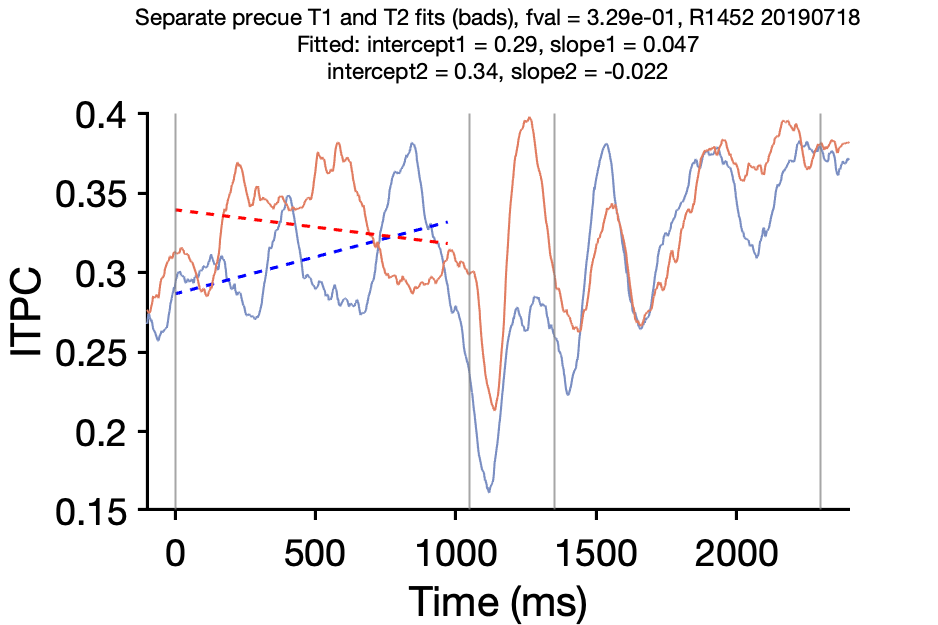 Separate precue T1 and T2 fits (bads), fval = 3.29e-01, R1452 20190718
Fitted: intercept1 = 0.29, slope1 = 0.047
intercept2 = 0.34, slope2 = -0.022
0.4
0.35
0.3
0.25
0.2
0.15
ITPC
0
500
1000
1500
2000
Time (ms)